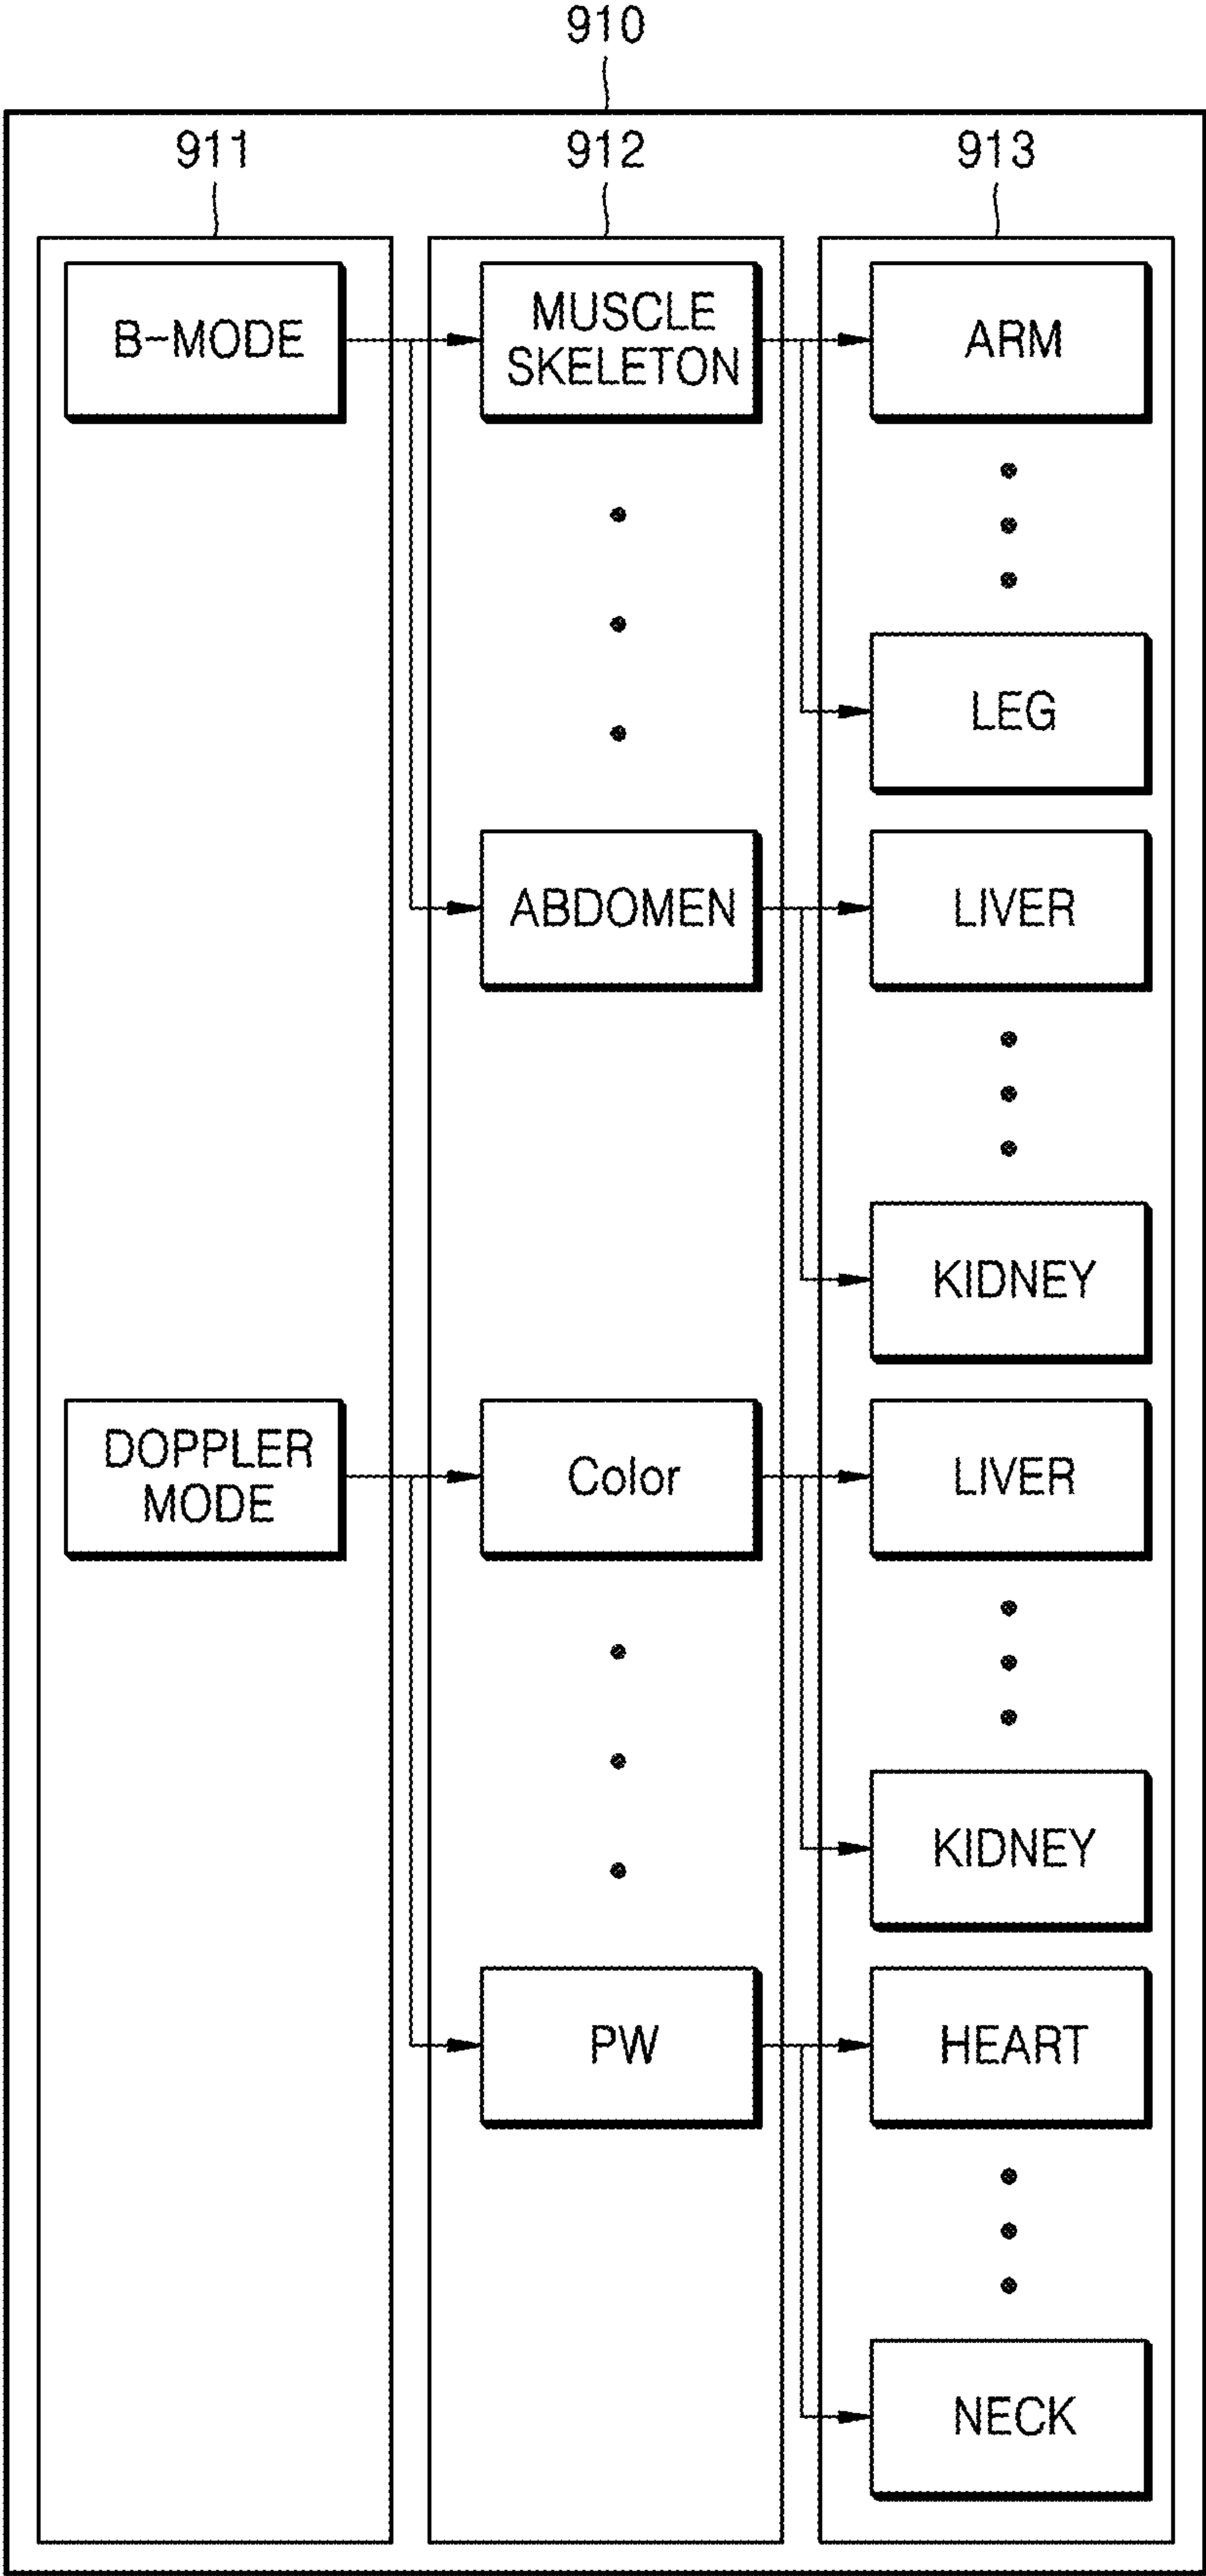 910
911
912
913
B-MODE
MUSCLE
SKELETON
ARM
LEG
ABDOMEN
LIVER
KIDNEY
DOPPLER
MODE
Color
LIVER
KIDNEY
PW
HEART
NECK